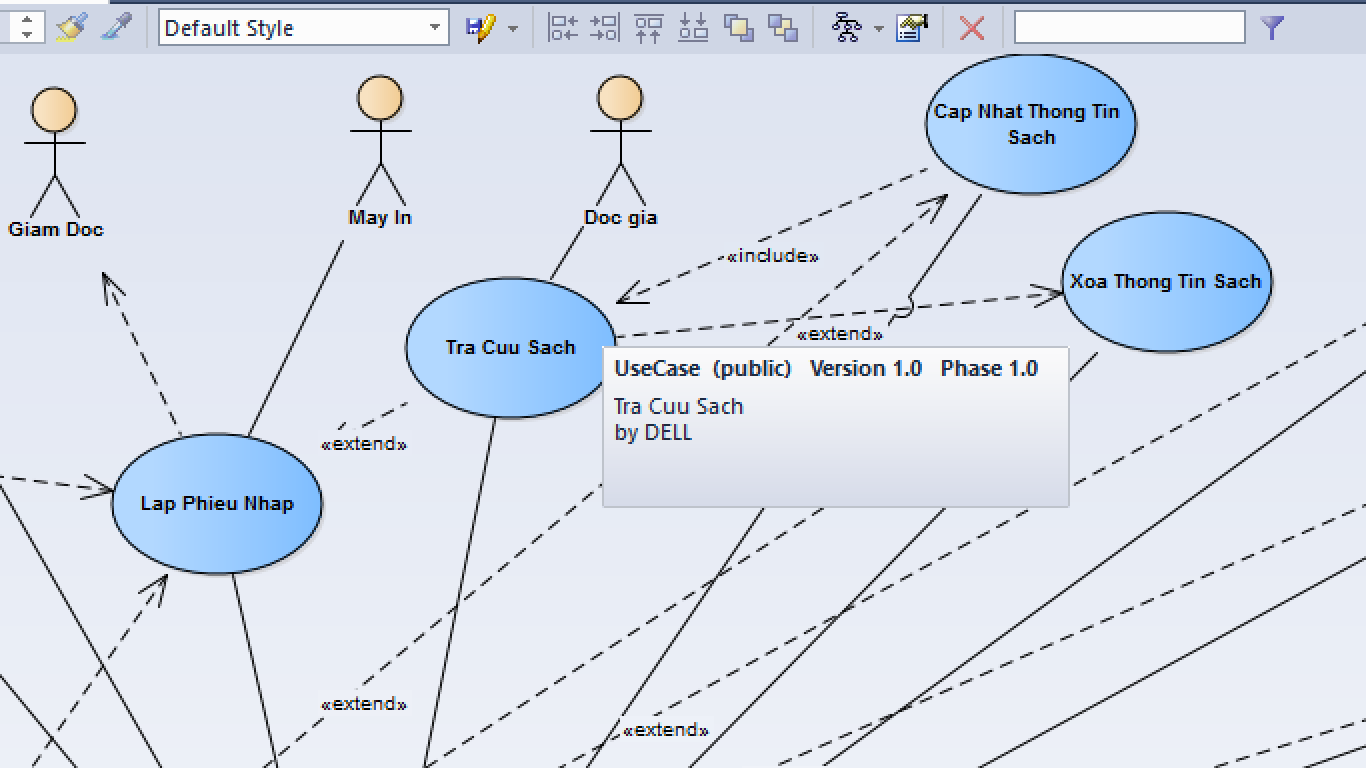 Default Style
Giam Doc
May In
Doc gia
Cap Nhat Thong Tin
Sach
«include»
Xoa Thong Tin Sach
«extend»
Tra Cuu Sach
UseCase (public) Version 1.0 Phase 1.0
Tra Cuu Sach
by DELL
«extend»
Lap Phieu Nhap
«extend»
«extend»